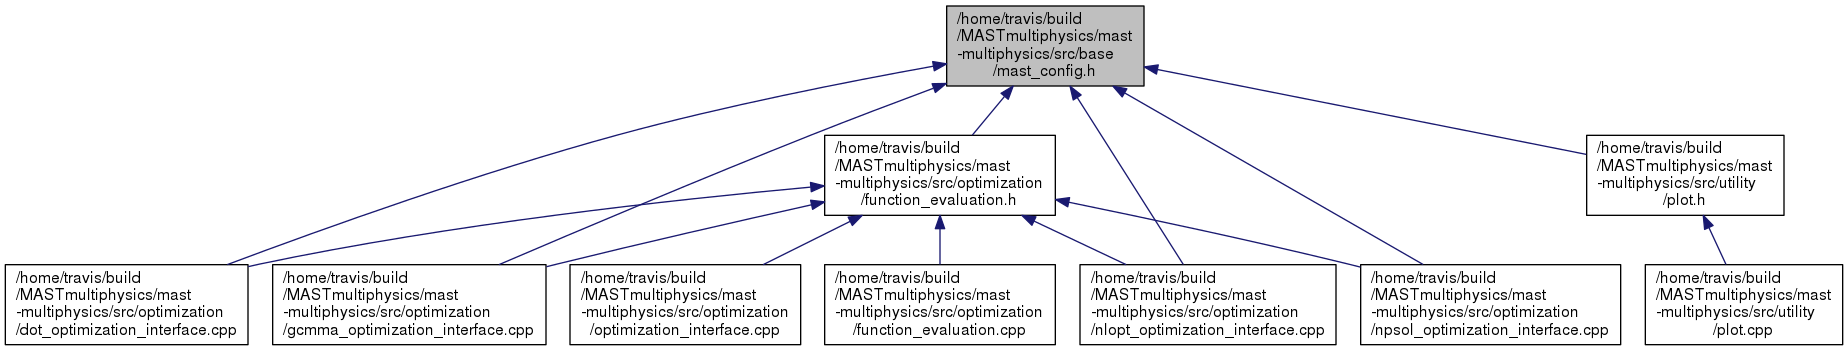 /home/travis/build
/MASTmultiphysics/mast
-multiphysics/src/base
/mast_config.h
/home/travis/build
/MASTmultiphysics/mast
-multiphysics/src/optimization
/function_evaluation.h
/home/travis/build
/MASTmultiphysics/mast
-multiphysics/src/utility
/plot.h
/home/travis/build
/MASTmultiphysics/mast
-multiphysics/src/optimization
/dot_optimization_interface.cpp
/home/travis/build
/MASTmultiphysics/mast
-multiphysics/src/optimization
/gcmma_optimization_interface.cpp
/home/travis/build
/MASTmultiphysics/mast
-multiphysics/src/optimization
/optimization_interface.cpp
/home/travis/build
/MASTmultiphysics/mast
-multiphysics/src/optimization
/function_evaluation.cpp
/home/travis/build
/MASTmultiphysics/mast
-multiphysics/src/optimization
/nlopt_optimization_interface.cpp
/home/travis/build
/MASTmultiphysics/mast
-multiphysics/src/optimization
/npsol_optimization_interface.cpp
/home/travis/build
/MASTmultiphysics/mast
-multiphysics/src/utility
/plot.cpp